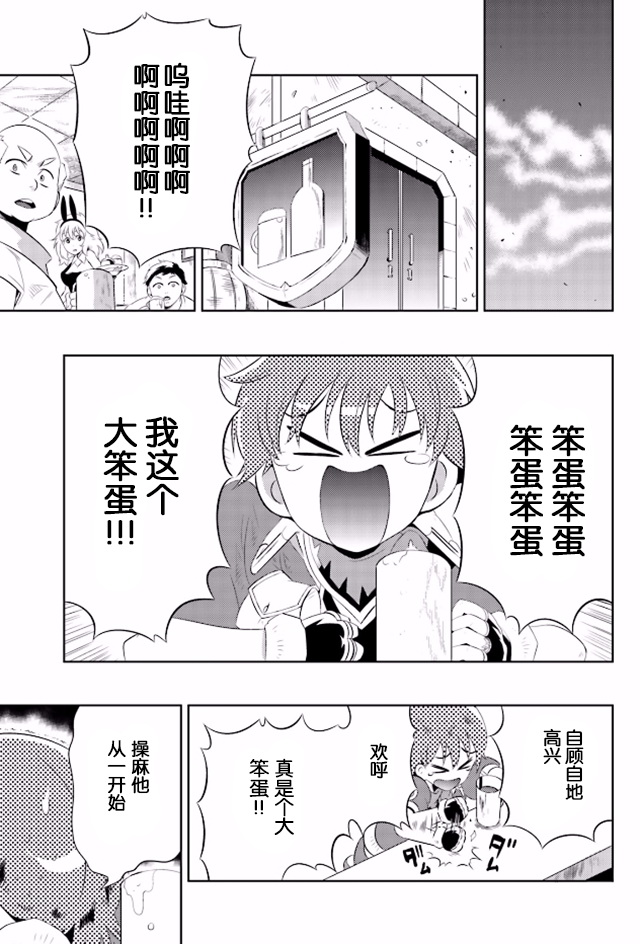 呜哇啊啊啊
啊啊啊啊啊!!
笨蛋笨蛋
笨蛋笨蛋
我这个
大笨蛋!!!
自顾自地
高兴
欢呼
真是个大
笨蛋!!
ダム
ダム
操麻他
从一开始